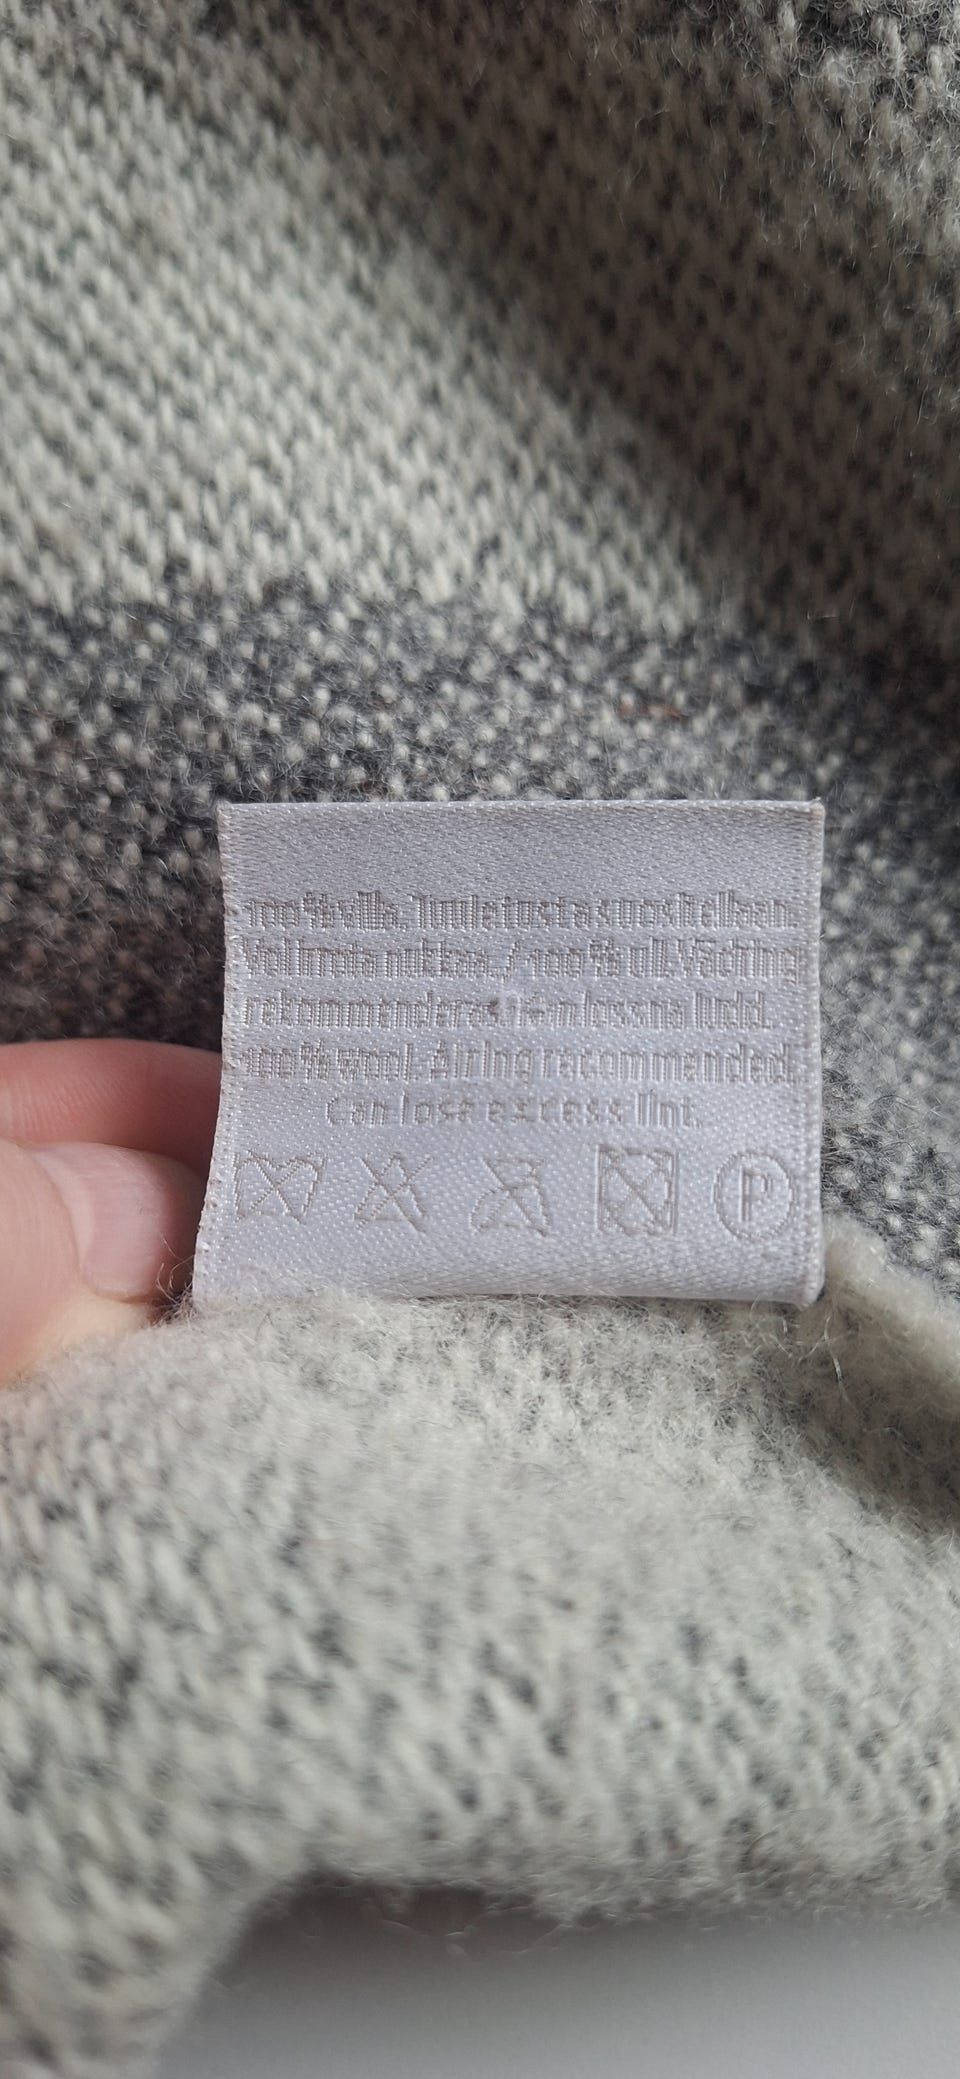 100% villa. Tuuletusta suositellaan.
Voi irrota nukkaa. / 100% ull. Vädring
rekommenderas. Kan lossna ludd.
100% wool. Airing recommended.
Can lose excess lint.
P